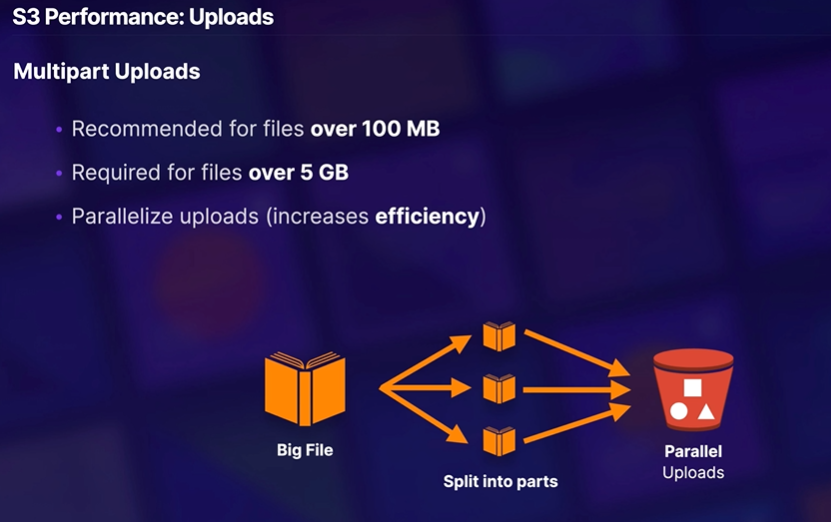 S3 Performance: Uploads
Multipart Uploads
• Recommended for files over 100 MB
• Required for files over 5 GB
• Parallelize uploads (increases efficiency)
Big File
Split into parts
Parallel
Uploads